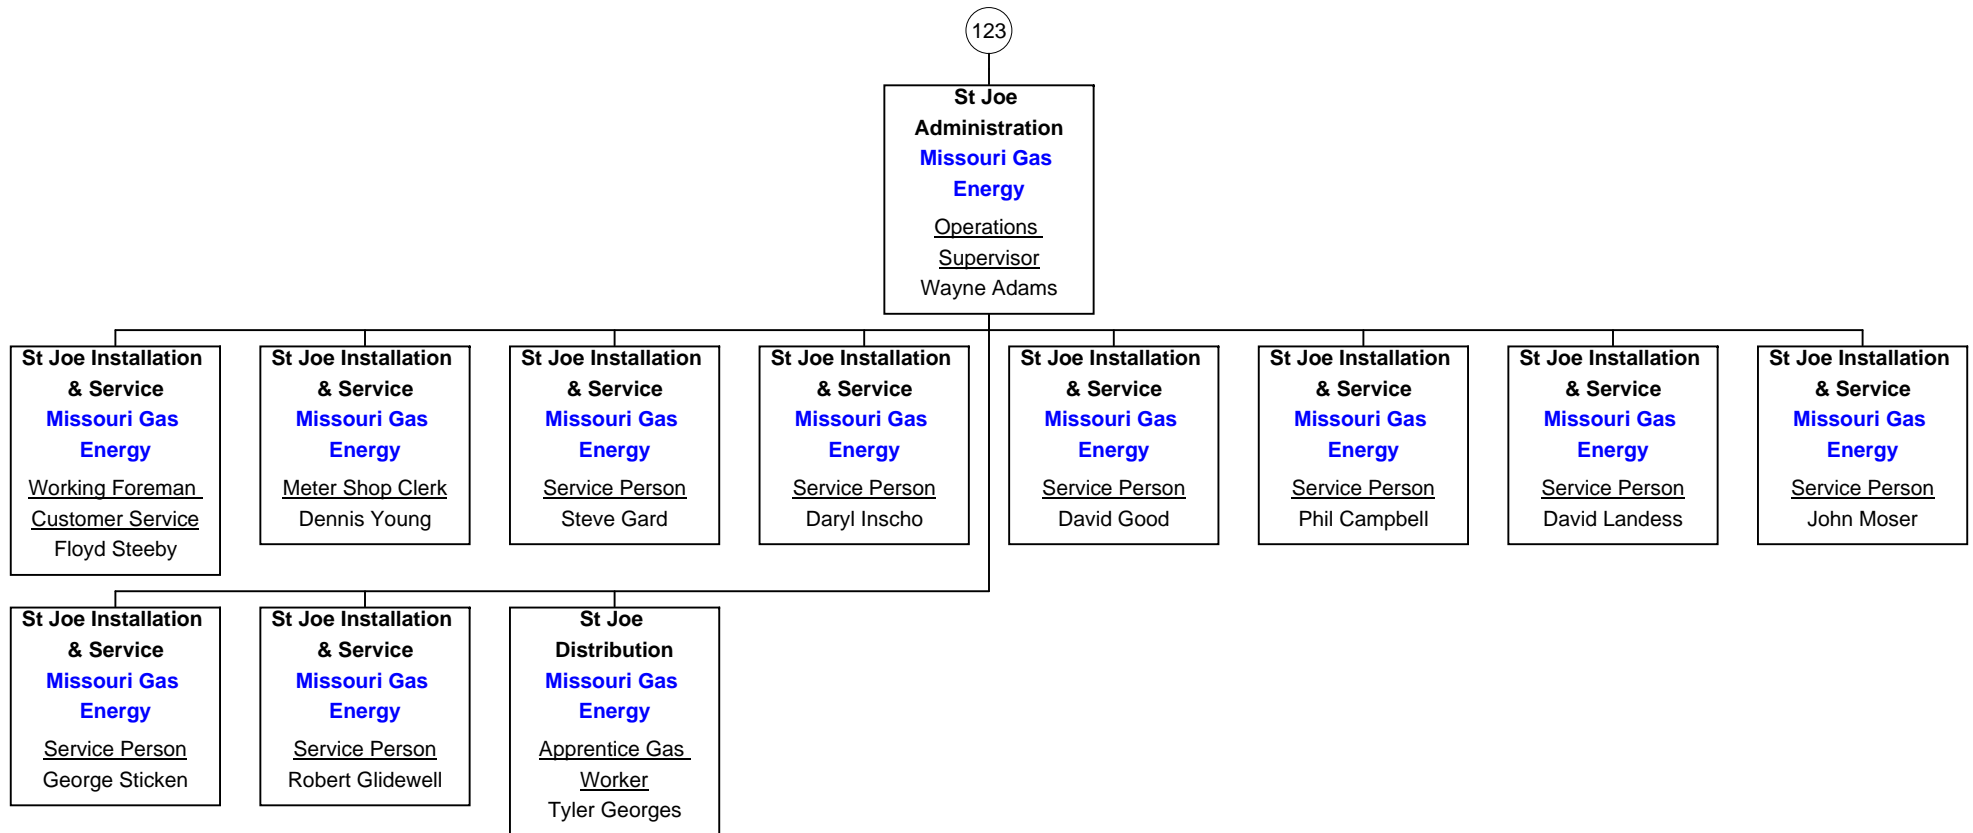 123
St Joe
Administration
Missouri Gas
Energy
Operations
Supervisor
Wayne Adams
St Joe Installation
& Service
Missouri Gas
Energy
Working Foreman
Customer Service
Floyd Steeby
St Joe Installation
& Service
Missouri Gas
Energy
Meter Shop Clerk
Dennis Young
St Joe Installation
& Service
Missouri Gas
Energy
Service Person
Steve Gard
St Joe Installation
& Service
Missouri Gas
Energy
Service Person
Daryl Inscho
St Joe Installation
& Service
Missouri Gas
Energy
Service Person
David Good
St Joe Installation
& Service
Missouri Gas
Energy
Service Person
Phil Campbell
St Joe Installation
& Service
Missouri Gas
Energy
Service Person
David Landess
St Joe Installation
& Service
Missouri Gas
Energy
Service Person
John Moser
St Joe Installation
& Service
Missouri Gas
Energy
Service Person
George Sticken
St Joe Installation
& Service
Missouri Gas
Energy
Service Person
Robert Glidewell
St Joe
Distribution
Missouri Gas
Energy
Apprentice Gas
Worker
Tyler Georges